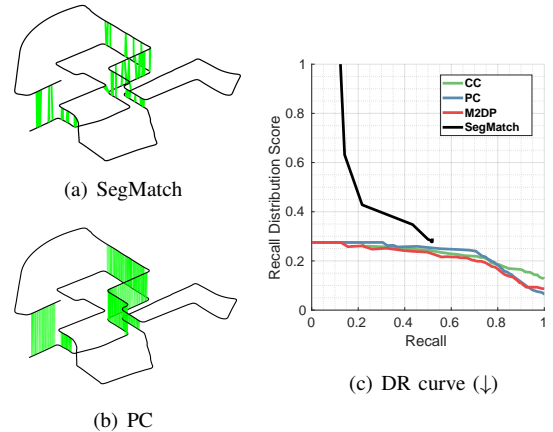 (a) SegMatch
(b) PC
1
0.8
0.6
0.4
0.2
0
Recall Distribution Score
CC
PC
M2DP
SegMatch
0 0.2 0.4 0.6 0.8 1
Recall
(c) DR curve (↓)